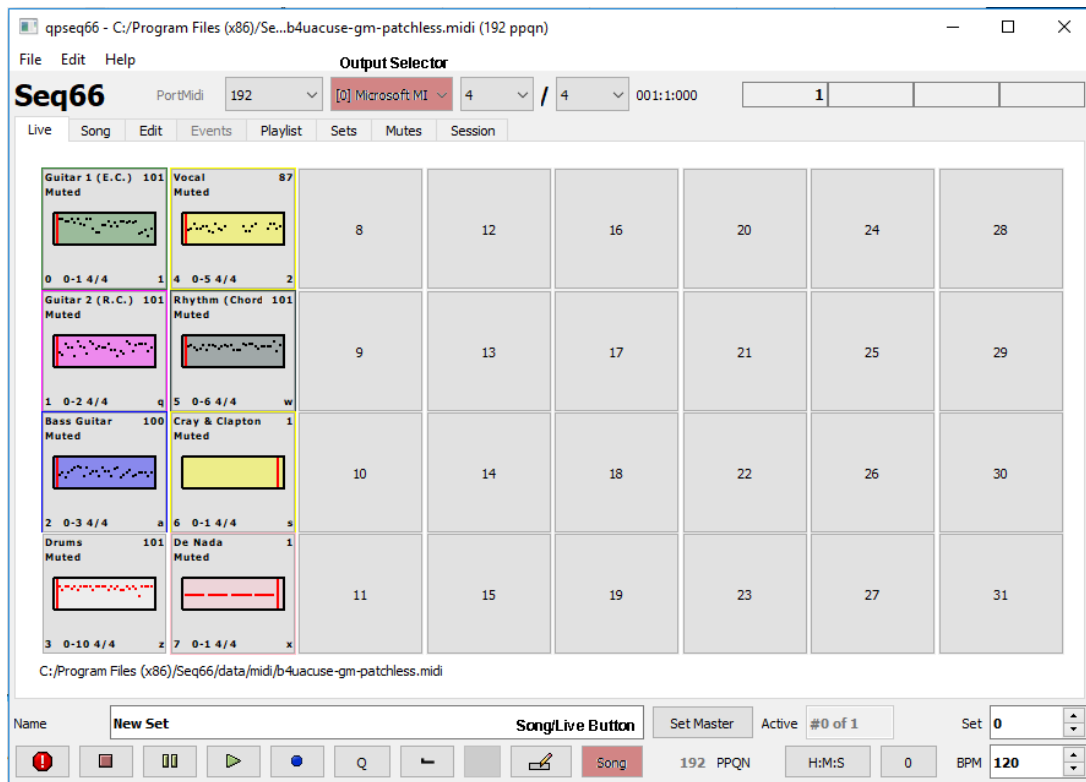 qpseq66 - C:/Program Files (x86)/Se...b4uacuse-gm-patchless.midi (192 ppqn)
File Edit Help
Output Selector
Seq66 PortMidi 192 [0] Microsoft MI 4 / 4 001:1:000 1
Live Song Edit Events Playlist Sets Mutes Session
Guitar 1 (E.C.) 101 Vocal 87
Muted Muted
8 12 16 20 24 28
0 0-1 4/4 1 4 0-5 4/4 2
Guitar 2 (R.C.) 101 Rhythm (Chord 101
Muted Muted
9 13 17 21 25 29
1 0-2 4/4 q 5 0-6 4/4 w
Bass Guitar 100 Cray & Clapton 1
Muted Muted
10 14 18 22 26 30
2 0-3 4/4 a 6 0-1 4/4 s
Drums 101 De Nada 1
Muted Muted
11 15 19 23 27 31
3 0-10 4/4 z 7 0-1 4/4 x
C:/Program Files (x86)/Seq66/data/midi/b4uacuse-gm-patchless.midi
Name New Set Song/Live Button Set Master Active #0 of 1 Set 0
Q Song 192 PPQN H:M:S 0 BPM 120